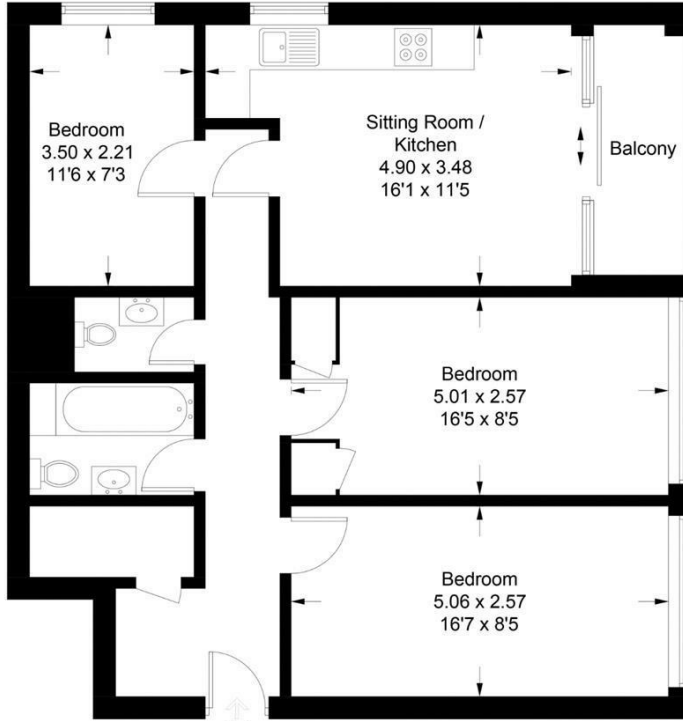 Bedroom
3.50 x 2.21
11'6 x 7'3
Sitting Room /
Kitchen
4.90 x 3.48
16'1 x 11'5
Balcony
Bedroom
5.01 x 2.57
16'5 x 8'5
Bedroom
5.06 x 2.57
16'7 x 8'5